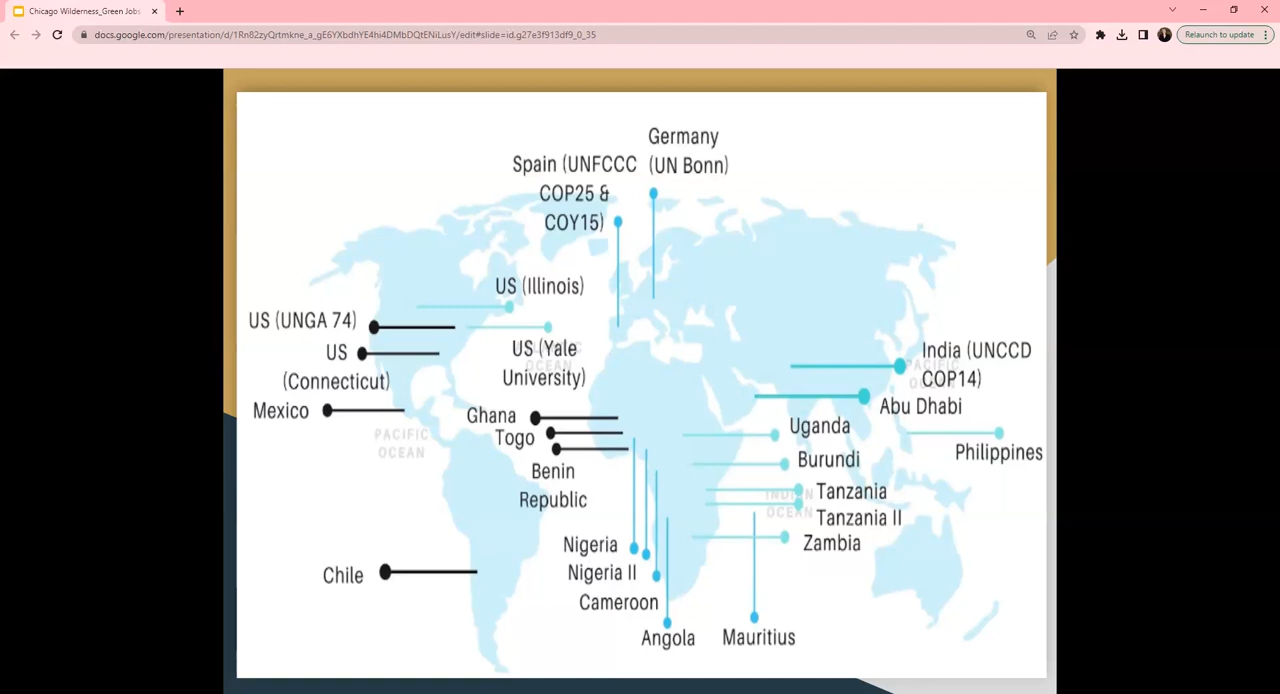 Chicago Wilderness_Green Jobs
docs.google.com/presentation/d/1Rn82zyQrtmkne_a_gE6YXbdhYE4hi4DMbDQtENiLusY/edit#slide=id.g27e3f913df9_0_35
Relaunch to update
Germany
(UN Bonn)
Spain (UNFCCC
COP25 &
COY15)
US (Illinois)
US (UNGA 74)
US (Yale
University)
US
(Connecticut)
India (UNCCD
COP14)
PACIFIC
Abu Dhabi
Mexico
Ghana
Togo
Benin
Republic
PACIFIC
OCEAN
Uganda
Philippines
Burundi
Tanzania
INDIAN
OCEAN
Tanzania II
Zambia
Nigeria
Nigeria II
Cameroon
Chile
Angola
Mauritius